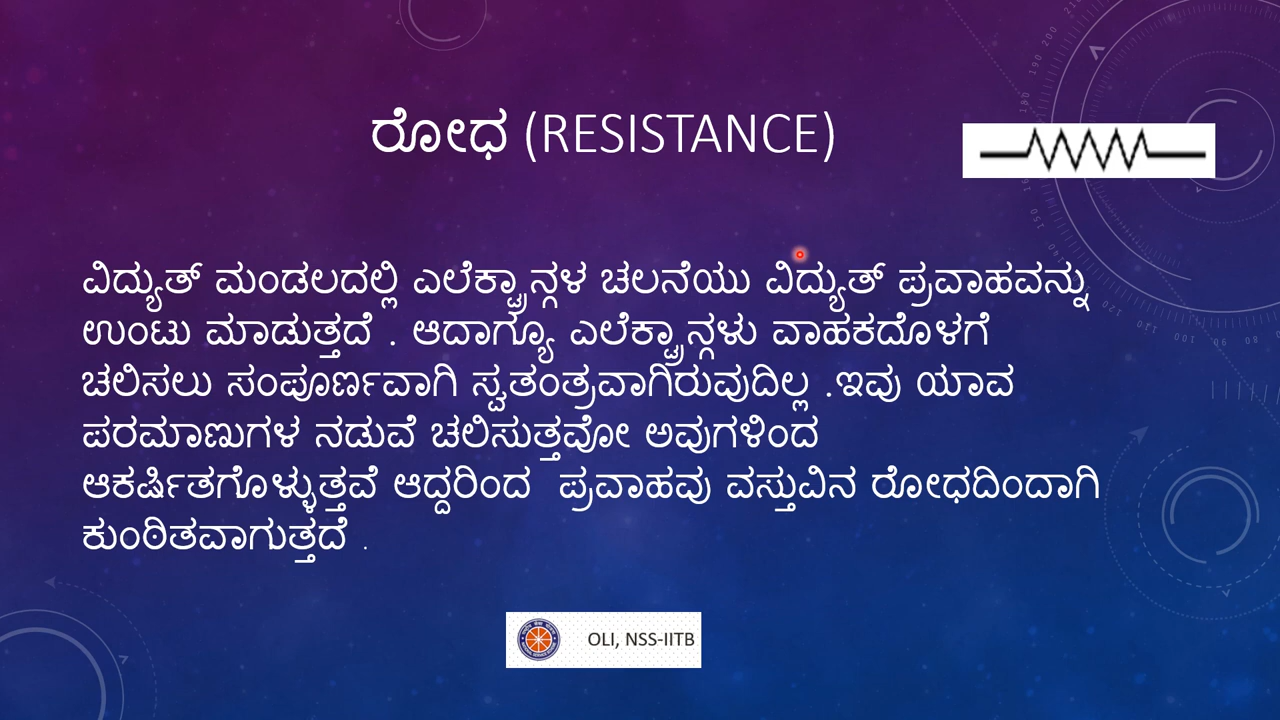 ರೋಧ (RESISTANCE)
ವಿದ್ಯುತ್ ಮಂಡಲದಲ್ಲಿ ಎಲೆಕ್ಟ್ರಾನ್ಗಳ ಚಲನೆಯು ವಿದ್ಯುತ್ ಪ್ರವಾಹವನ್ನು
ಉಂಟು ಮಾಡುತ್ತದೆ . ಆದಾಗ್ಯೂ ಎಲೆಕ್ಟ್ರಾನ್ಗಳು ವಾಹಕದೊಳಗೆ
ಚಲಿಸಲು ಸಂಪೂರ್ಣವಾಗಿ ಸ್ವತಂತ್ರವಾಗಿರುವುದಿಲ್ಲ .ಇವು ಯಾವ
ಪರಮಾಣುಗಳ ನಡುವೆ ಚಲಿಸುತ್ತವೋ ಅವುಗಳಿಂದ
ಆಕರ್ಷಿತಗೊಳ್ಳುತ್ತವೆ ಆದ್ದರಿಂದ ಪ್ರವಾಹವು ವಸ್ತುವಿನ ರೋಧದಿಂದಾಗಿ
ಕುಂಠಿತವಾಗುತ್ತದೆ .
OLI, NSS-IITB